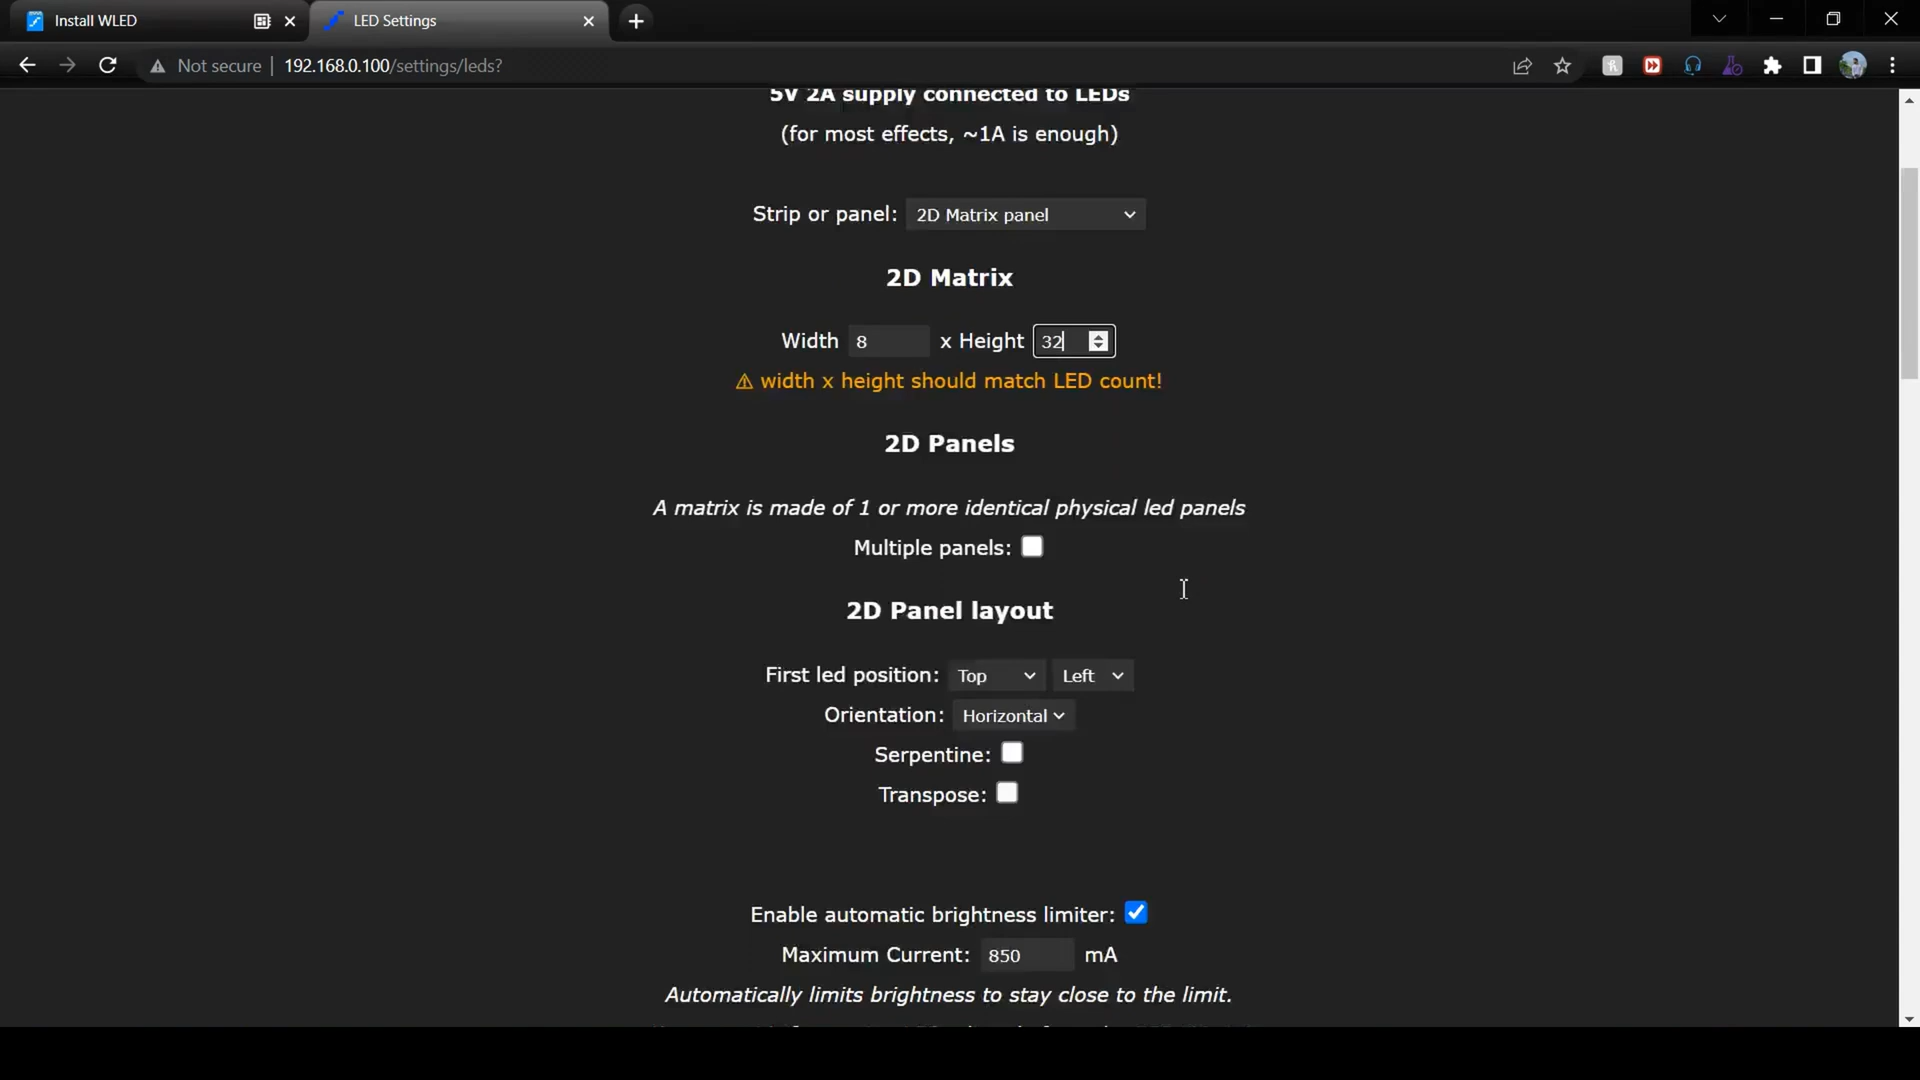 Install WLED
LED Settings
Not secure 192.168.0.100/settings/leds?
5V 2A supply connected to LEDs
(for most effects, ~1A is enough)
Strip or panel: 2D Matrix panel
2D Matrix
Width 8 x Height 32
⚠ width x height should match LED count!
2D Panels
A matrix is made of 1 or more identical physical led panels
Multiple panels:
2D Panel layout
First led position: Top Left
Orientation: Horizontal
Serpentine:
Transpose:
Enable automatic brightness limiter:
Maximum Current: 850 mA
Automatically limits brightness to stay close to the limit.